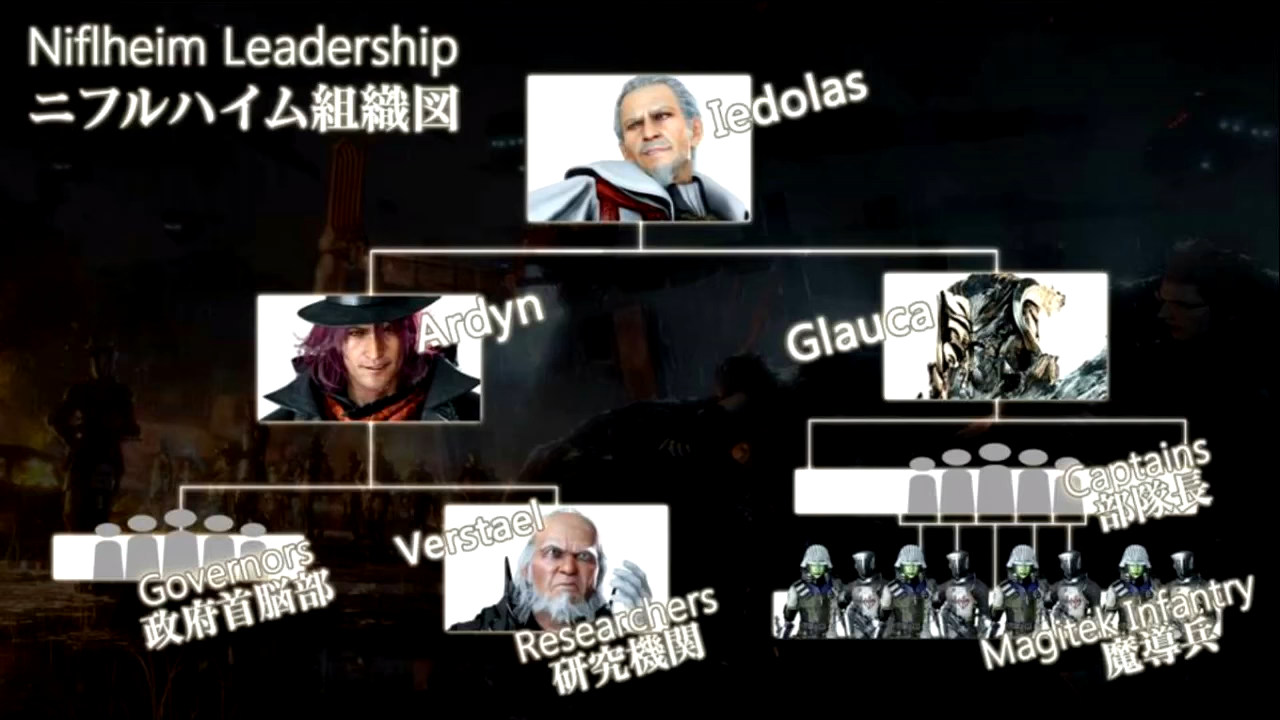 Niflheim Leadership
ニフルハイム組織図
Iedolas
Ardyn
Glauca
Governors
政府首脳部
Verstael
Researchers
研究機関
Captains
部隊長
Magitek Infantry
魔導兵